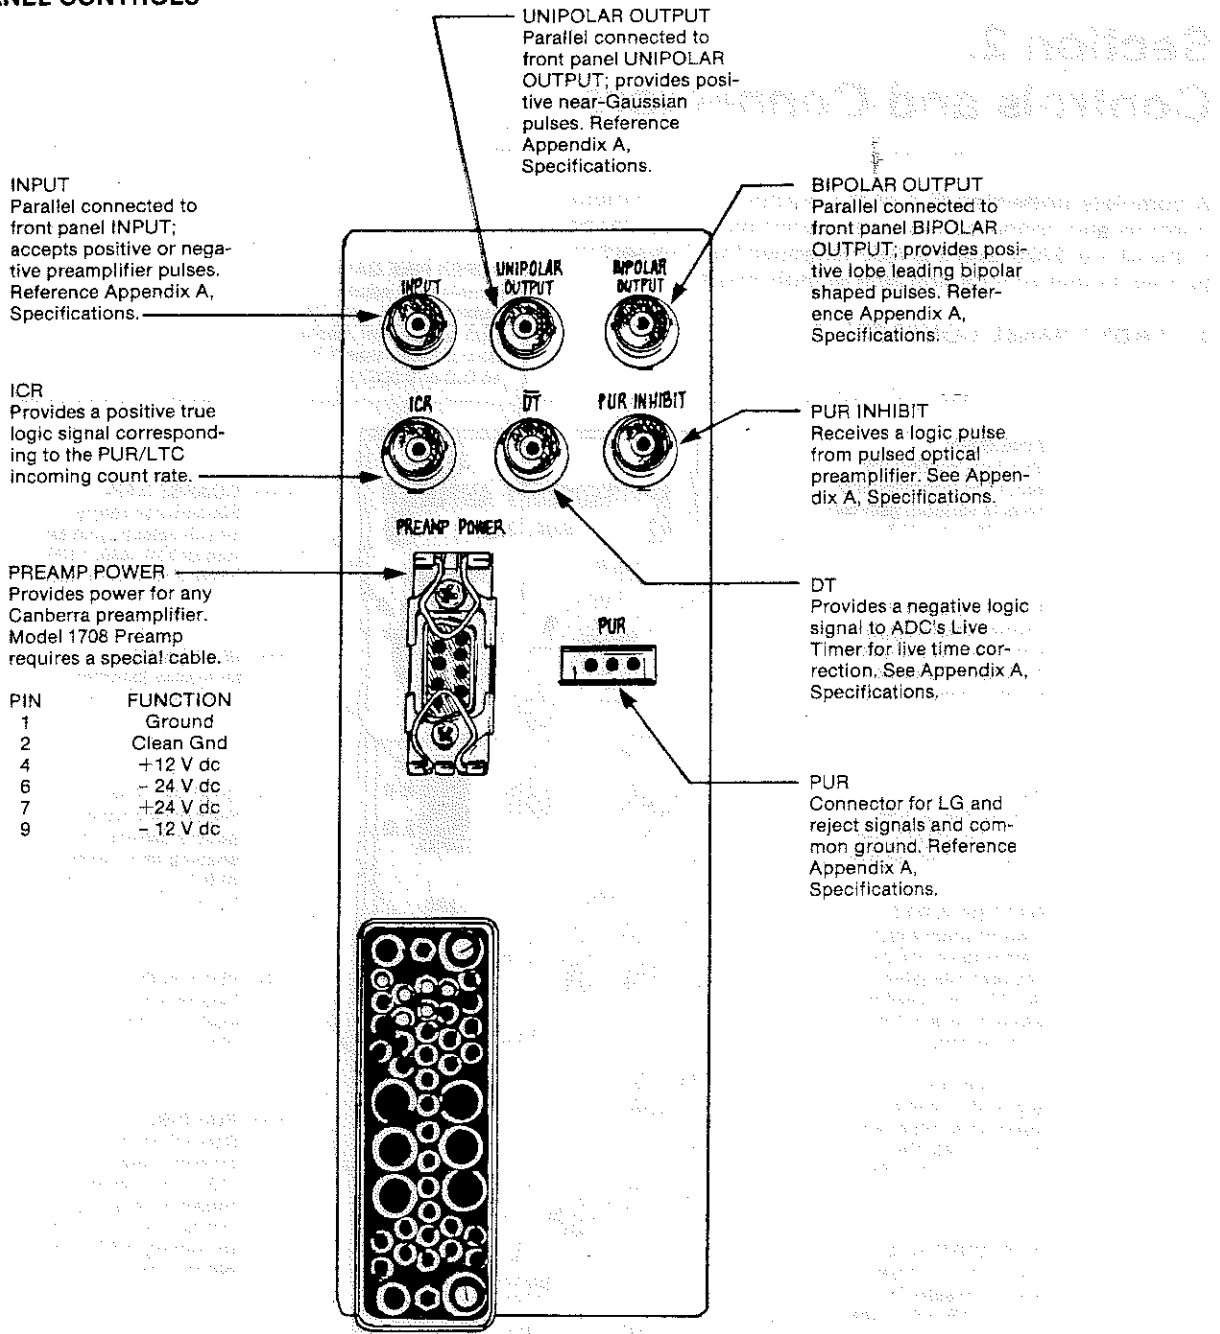 UNIPOLAR OUTPUT
Parallel connected to
front panel UNIPOLAR
OUTPUT; provides posi-
tive near-Gaussian
pulses. Reference
Appendix A,
Specifications.
INPUT
Parallel connected to
front panel INPUT;
accepts positive or nega-
tive preamplifier pulses.
Reference Appendix A,
Specifications.
BIPOLAR OUTPUT
Parallel connected to
front panel BIPOLAR
OUTPUT; provides posi-
tive lobe leading bipolar
shaped pulses. Refer-
ence Appendix A,
Specifications.
INPUT
UNIPOLAR
OUTPUT
BIPOLAR
OUTPUT
ICR
Provides a positive true
logic signal correspond-
ing to the PUR/LTC
incoming count rate.
ICR
DT
PUR INHIBIT
PUR INHIBIT
Receives a logic pulse
from pulsed optical
preamplifier. See Appen-
dix A, Specifications.
PREAMP POWER
PREAMP POWER
Provides power for any
Canberra preamplifier.
Model 1708 Preamp
requires a special cable.
PIN FUNCTION
1 Ground
2 Clean Gnd
4 +12 V dc
6 - 24 V dc
7 +24 V dc
9 - 12 V dc
PUR
DT
Provides a negative logic
signal to ADC's Live
Timer for live time cor-
rection. See Appendix A,
Specifications.
PUR
Connector for LG and
reject signals and com-
mon ground. Reference
Appendix A,
Specifications.